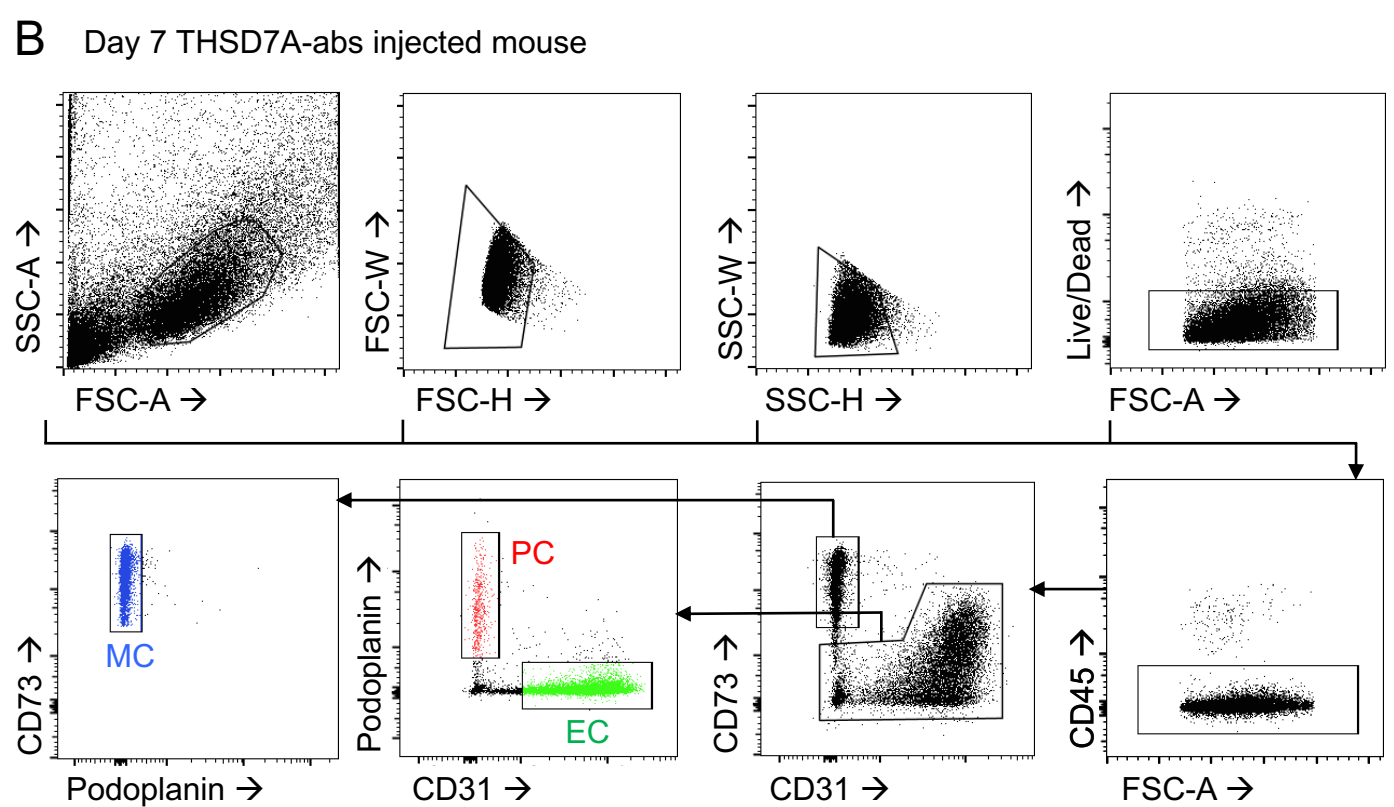 B Day 7 THSD7A-abs injected mouse
SSC-A →
FSC-A →
FSC-W →
FSC-H →
SSC-W →
SSC-H →
Live/Dead →
FSC-A →
CD73 →
MC
Podoplanin →
Podoplanin →
PC
EC
CD31 →
CD73 →
CD31 →
CD45 →
FSC-A →